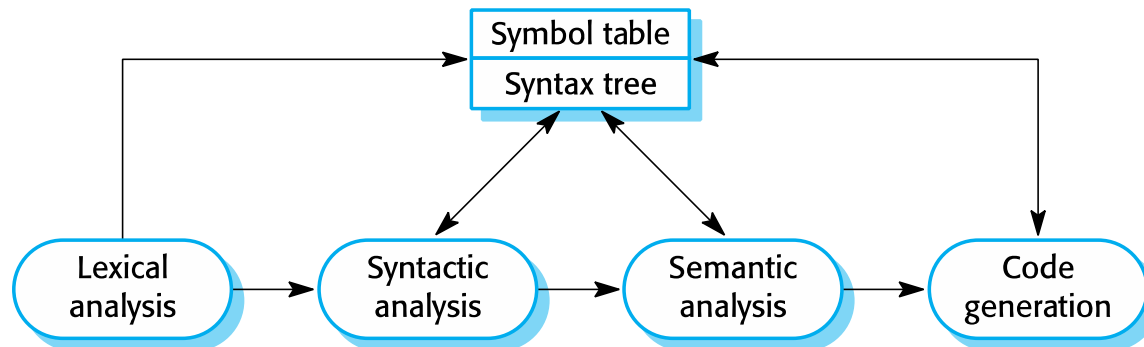 Symbol table
Syntax tree
Lexical
analysis
Syntactic
analysis
Semantic
analysis
Code
generation